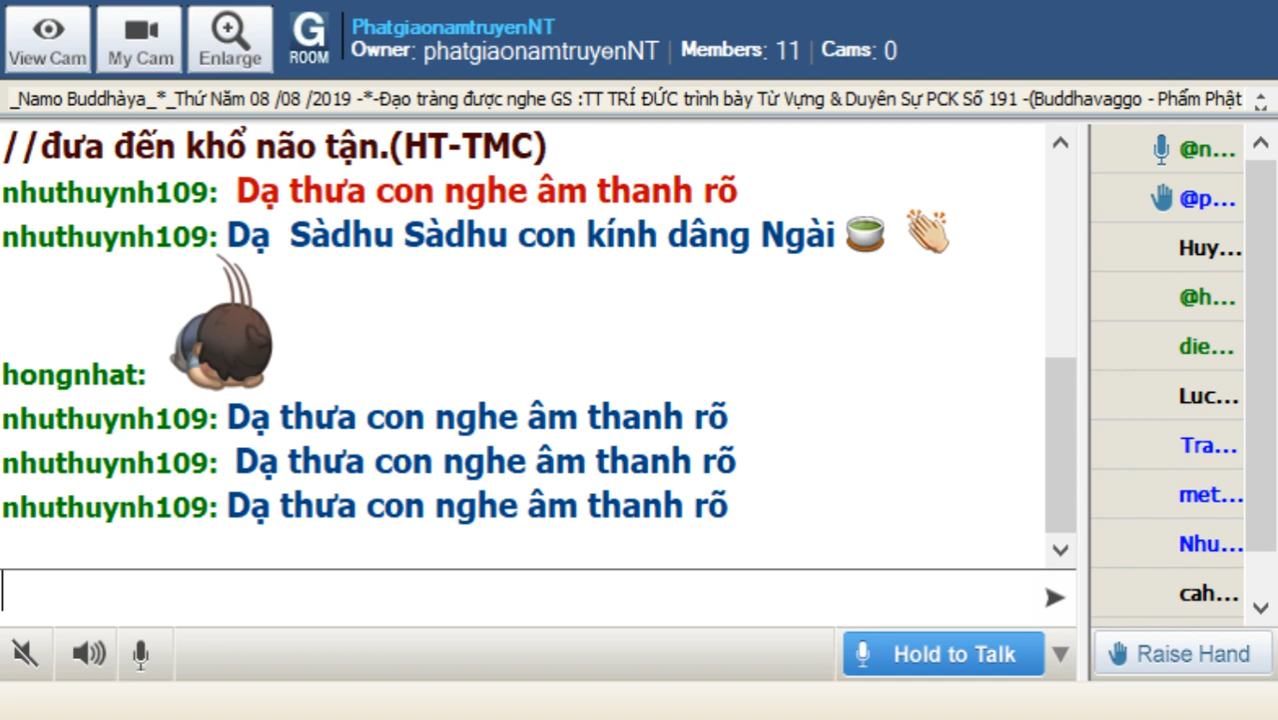 View Cam
My Cam
Enlarge
G
ROOM
PhatgiaonamtruyenNT
Owner: phatgiaonamtruyenNT | Members: 11 | Cams: 0
_Namo Buddhàya_*_Thứ Năm 08 /08 /2019 -*-Đạo tràng được nghe GS :TT TRÍ ĐỨC trình bày Từ Vựng & Duyên Sự PCK Số 191 -(Buddhavaggo - Phẩm Phật
//đưa đến khổ não tận.(HT-TMC)
nhuthuynh109: Dạ thưa con nghe âm thanh rõ
nhuthuynh109: Dạ Sàdhu Sàdhu con kính dâng Ngài
hongnhat:
nhuthuynh109: Dạ thưa con nghe âm thanh rõ
nhuthuynh109: Dạ thưa con nghe âm thanh rõ
nhuthuynh109: Dạ thưa con nghe âm thanh rõ
@n...
@p...
Huy...
@h...
die...
Luc...
Tra...
met...
Nhu...
cah...
Hold to Talk
Raise Hand